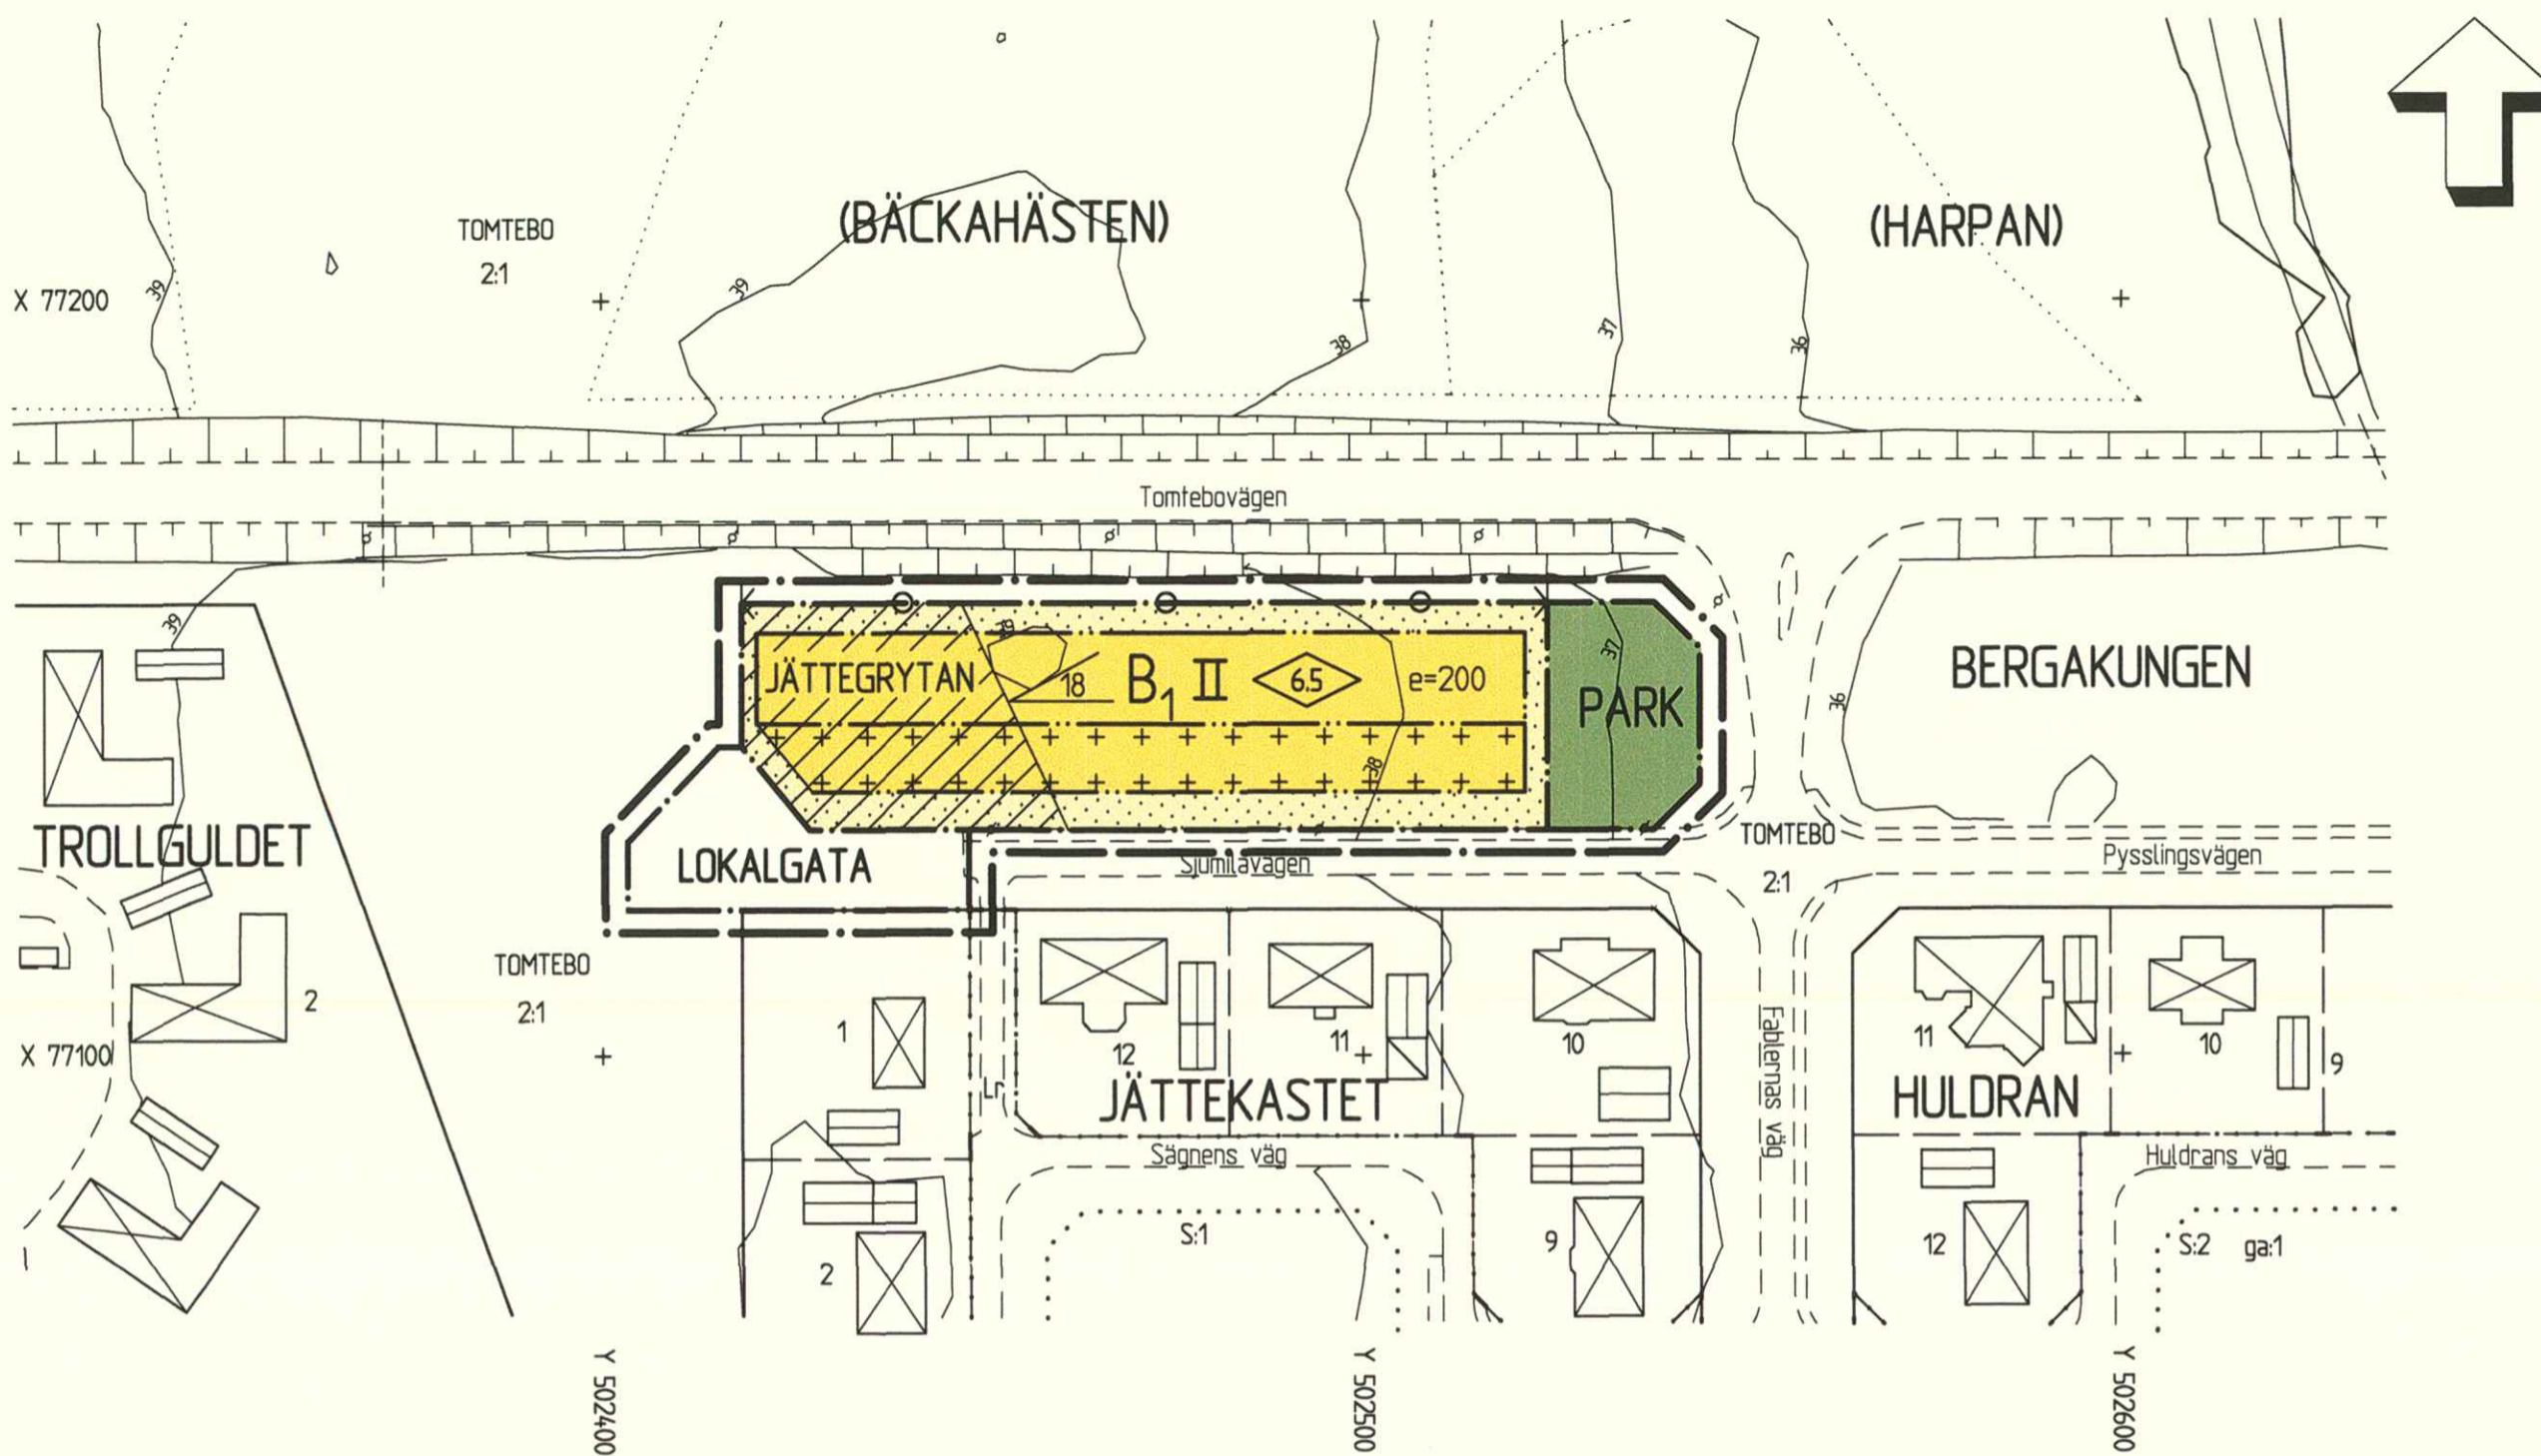 (BÄCKAHÄSTEN)
(HARPAN)
TOMTEBO
2:1
X 77200
39
39
38
37
36
Tomtebovägen
39
38
37
JÄTTEGRYTAN
18
B1 II
6.5
e=200
PARK
BERGAKUNGEN
36
38
TROLLGULDET
LOKALGATA
Sjumilavägen
TOMTEBO
2:1
Pysslingsvägen
TOMTEBO
2:1
2
X 77100
1
12
11
10
Fablernas väg
11
10
9
Lr
JÄTTEKASTET
HULDRAN
Sägnens väg
Huldrans väg
S:1
2
9
12
S:2 ga:1
Y 502400
Y 502500
Y 502600